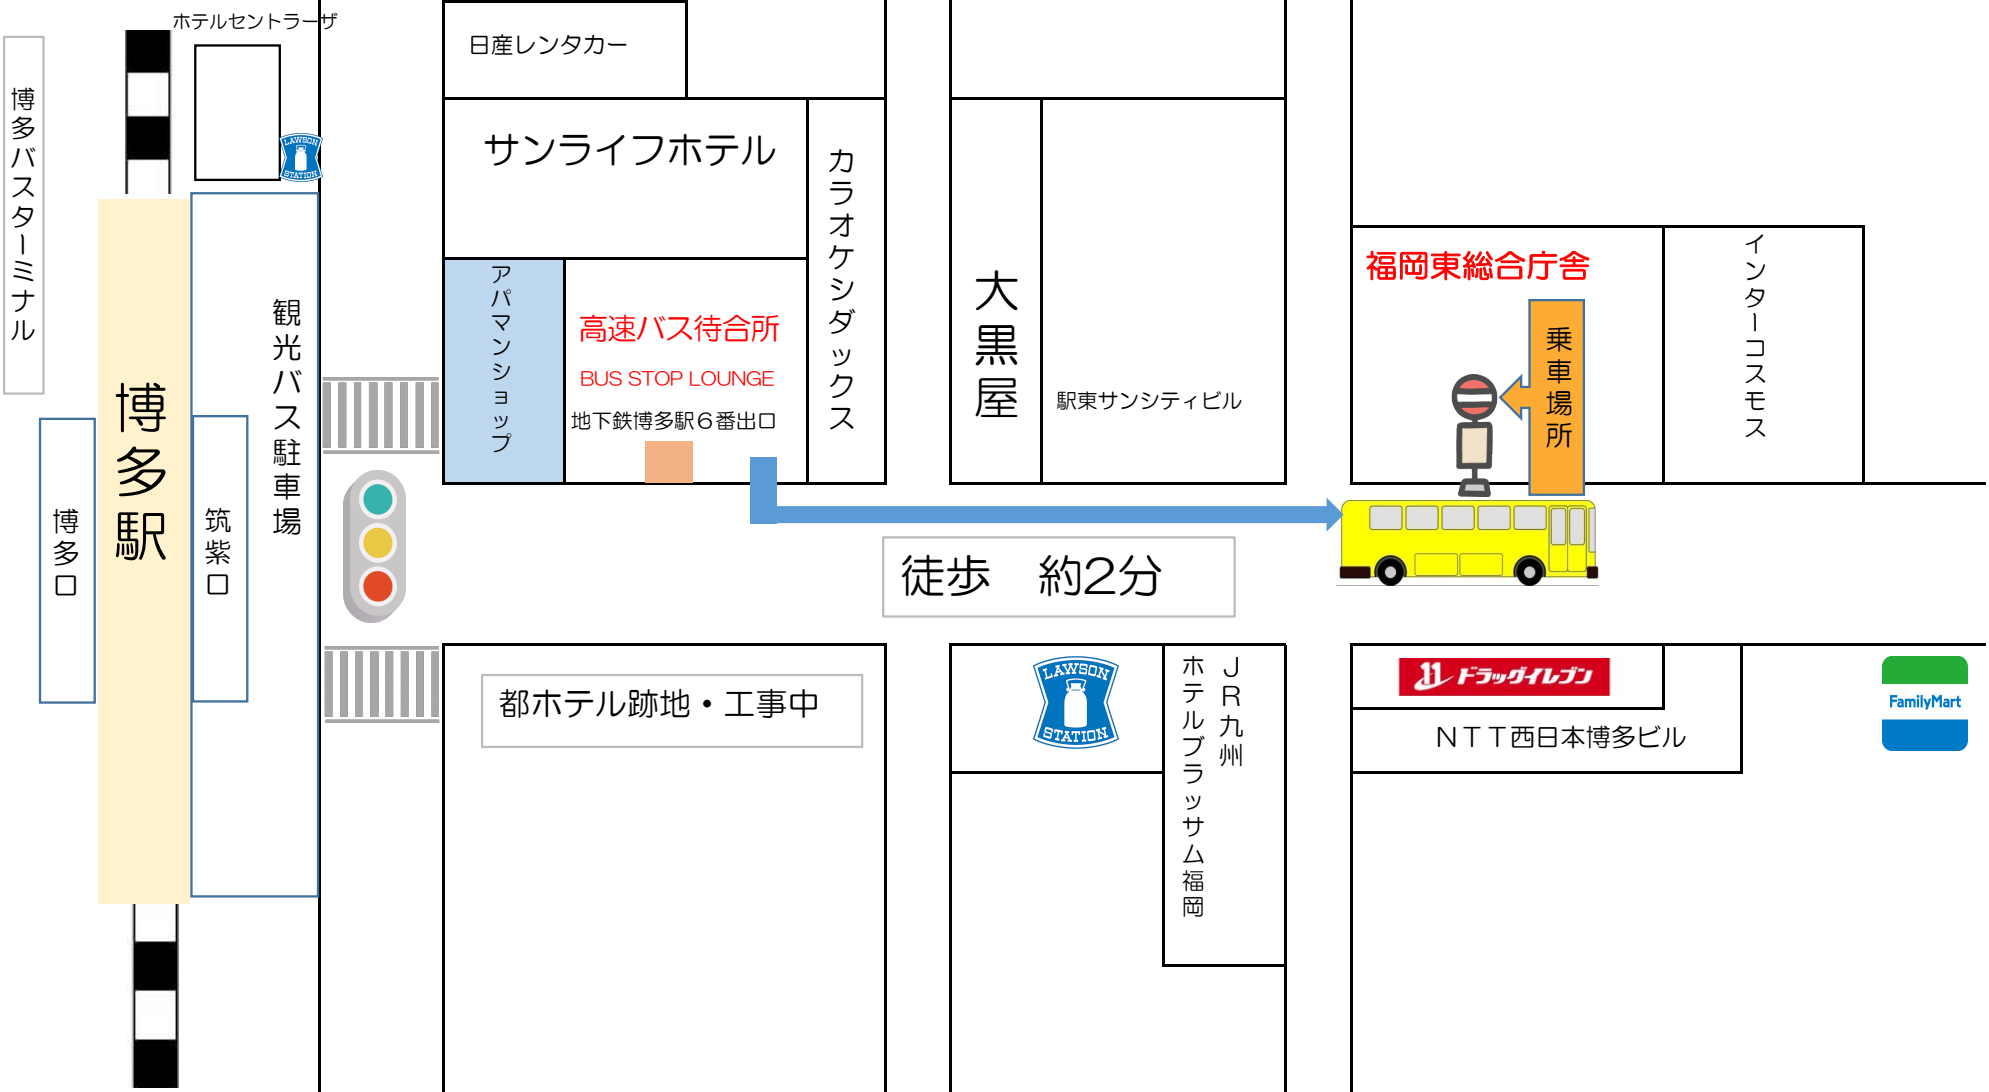 ホテルセントラーザ
博多バスターミナル
LAWSON
STATION
博多駅
博多口
筑紫口
観光バス駐車場
日産レンタカー
サンライフホテル
カラオケシダックス
アパマンショップ
高速バス待合所
BUS STOP LOUNGE
地下鉄博多駅6番出口
大黒屋
駅東サンシティビル
福岡東総合庁舎
乗車場所
インターコスモス
徒歩　約2分
都ホテル跡地・工事中
LAWSON
STATION
JR九州
ホテルブラッサム福岡
11 ドラッグイレブン
NTT西日本博多ビル
FamilyMart